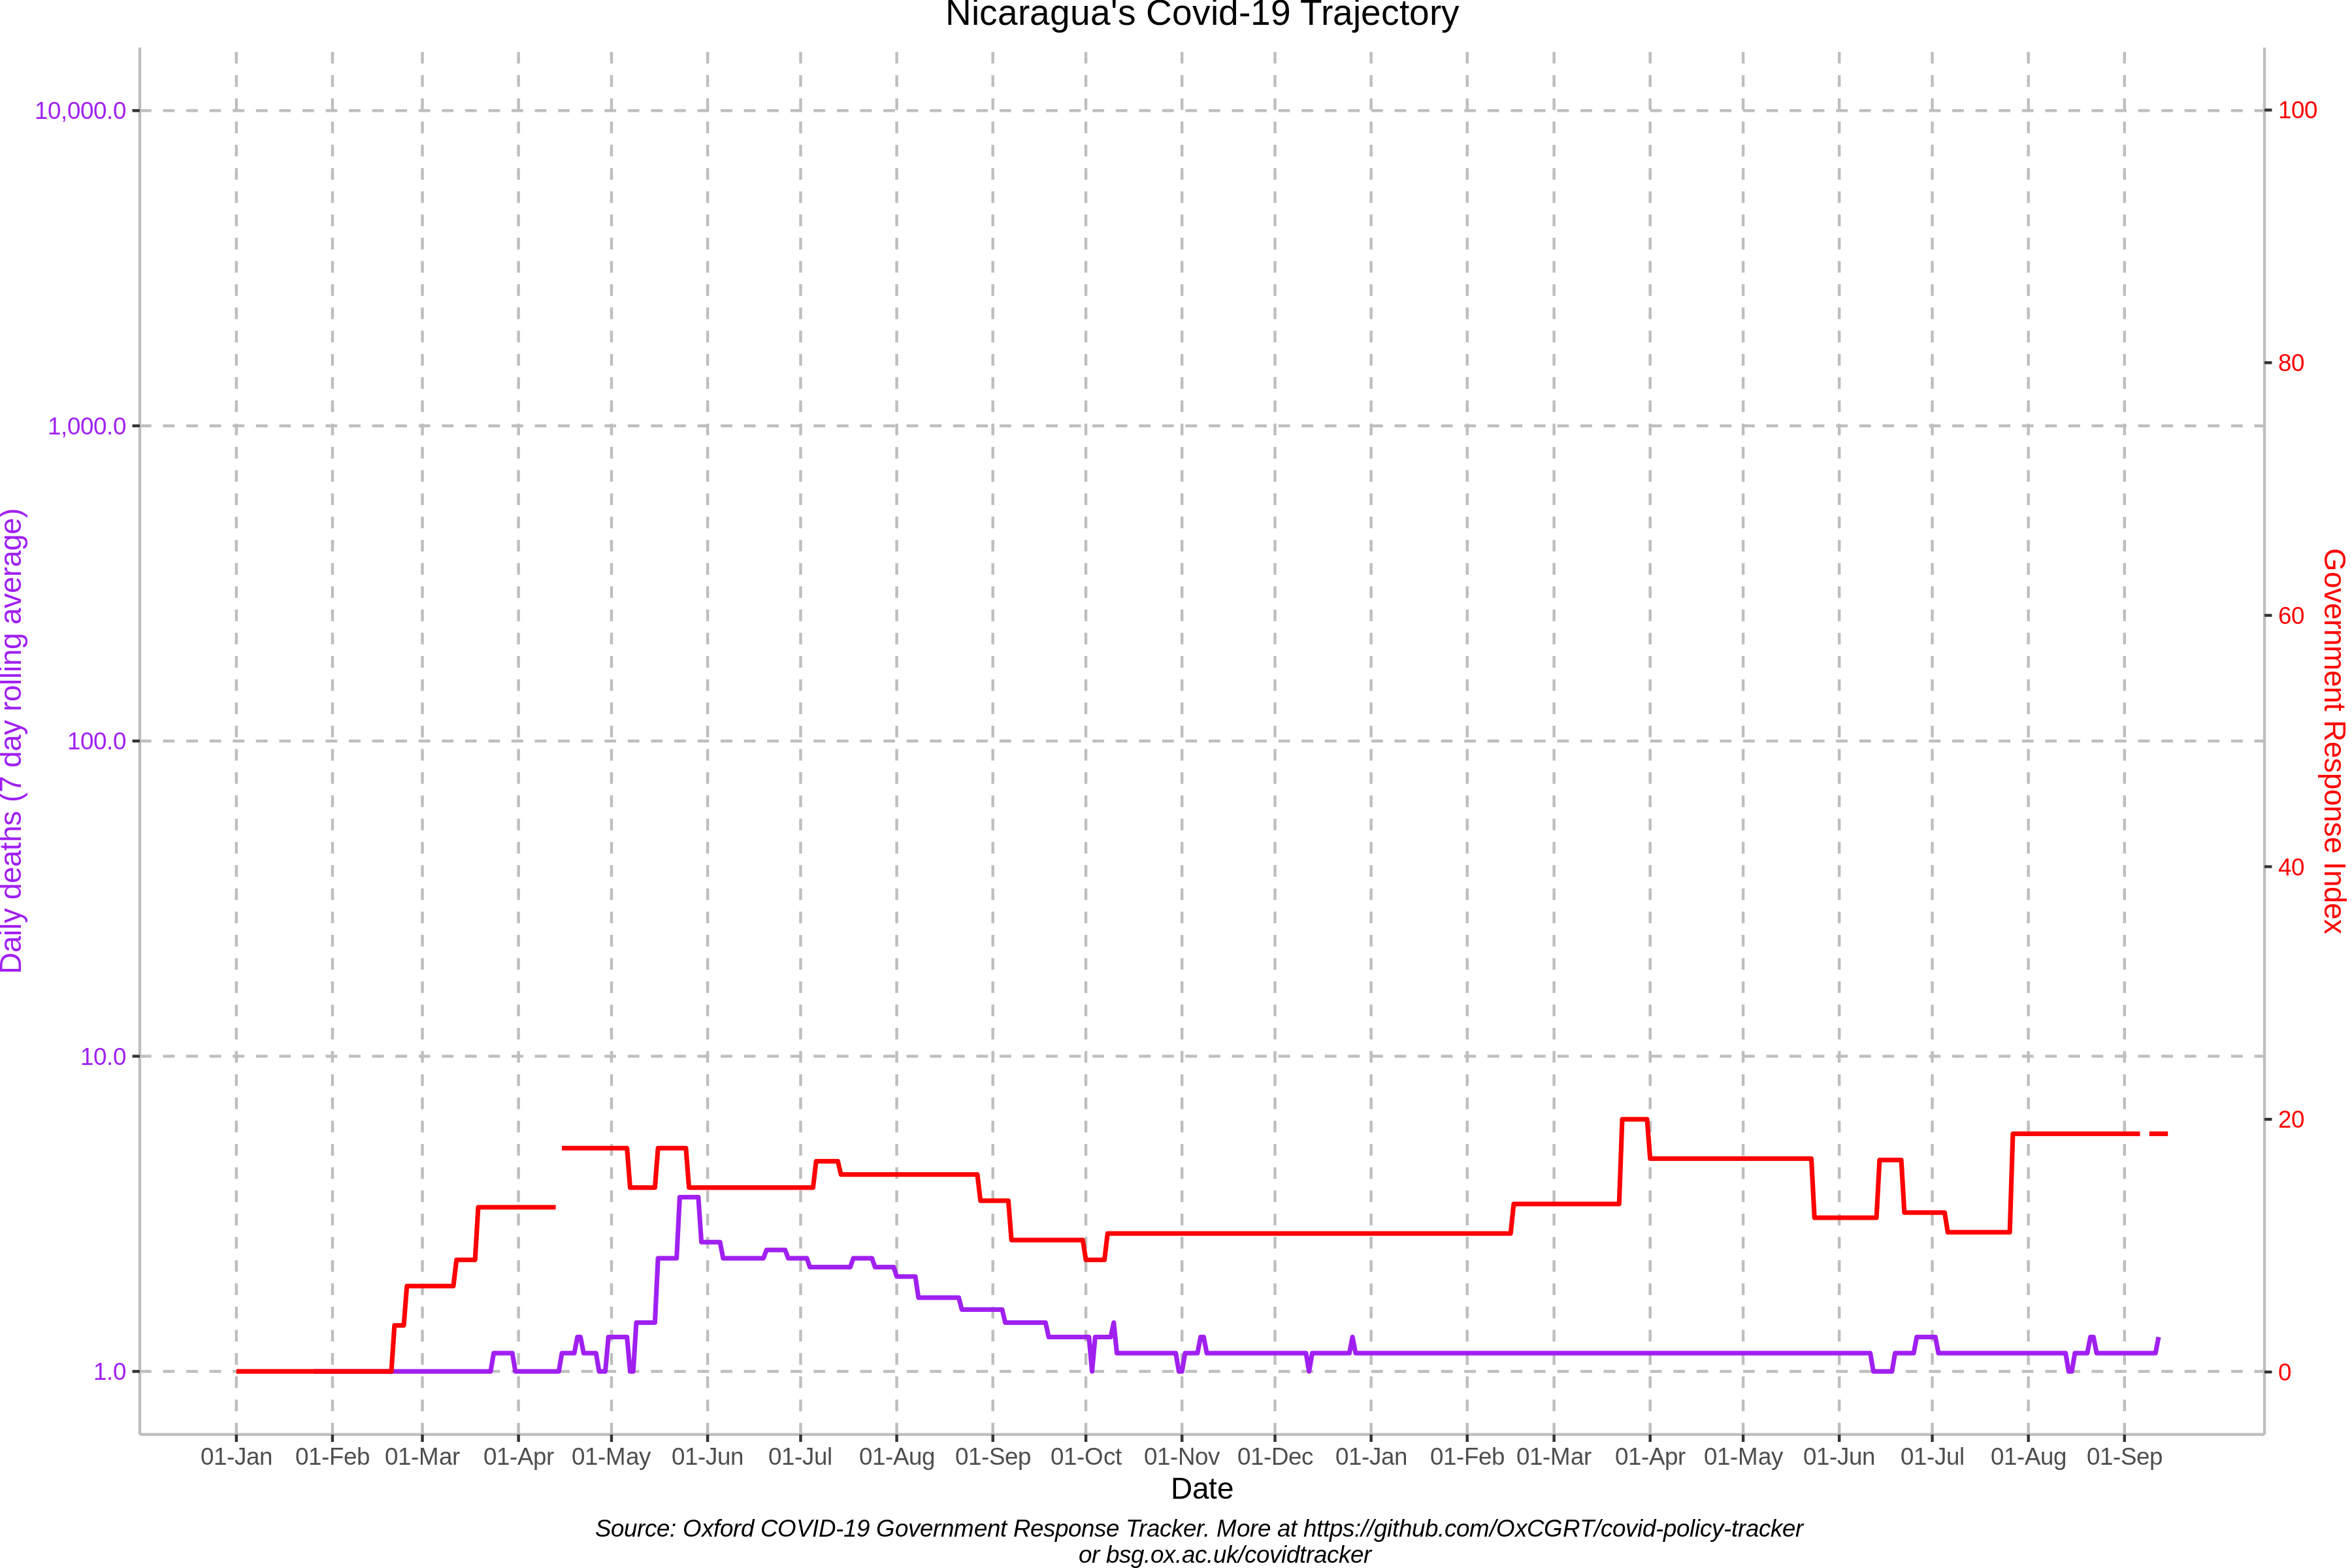 Nicaragua's Covid-19 Trajectory
Daily deaths (7 day rolling average)
10,000.0
1,000.0
100.0
10.0
1.0
100
80
60
40
20
0
Government Response Index
01-Jan 01-Feb 01-Mar 01-Apr 01-May 01-Jun 01-Jul 01-Aug 01-Sep 01-Oct 01-Nov 01-Dec 01-Jan 01-Feb 01-Mar 01-Apr 01-May 01-Jun 01-Jul 01-Aug 01-Sep
Date
Source: Oxford COVID-19 Government Response Tracker. More at https://github.com/OxCGRT/covid-policy-tracker
or bsg.ox.ac.uk/covidtracker